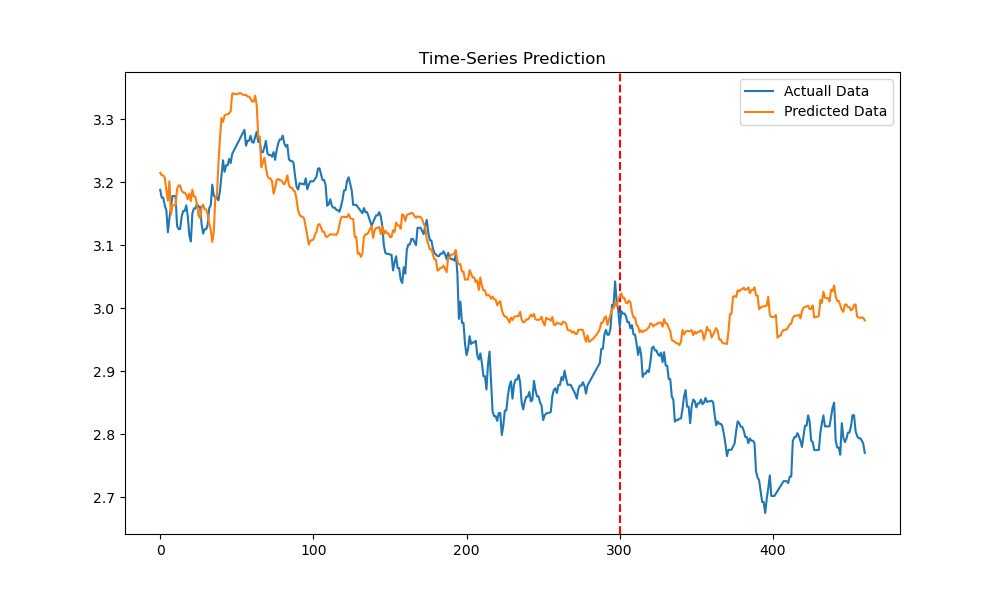 Time-Series Prediction
Actuall Data
Predicted Data
3.3
3.2
3.1
3.0
2.9
2.8
2.7
0 100 200 300 400